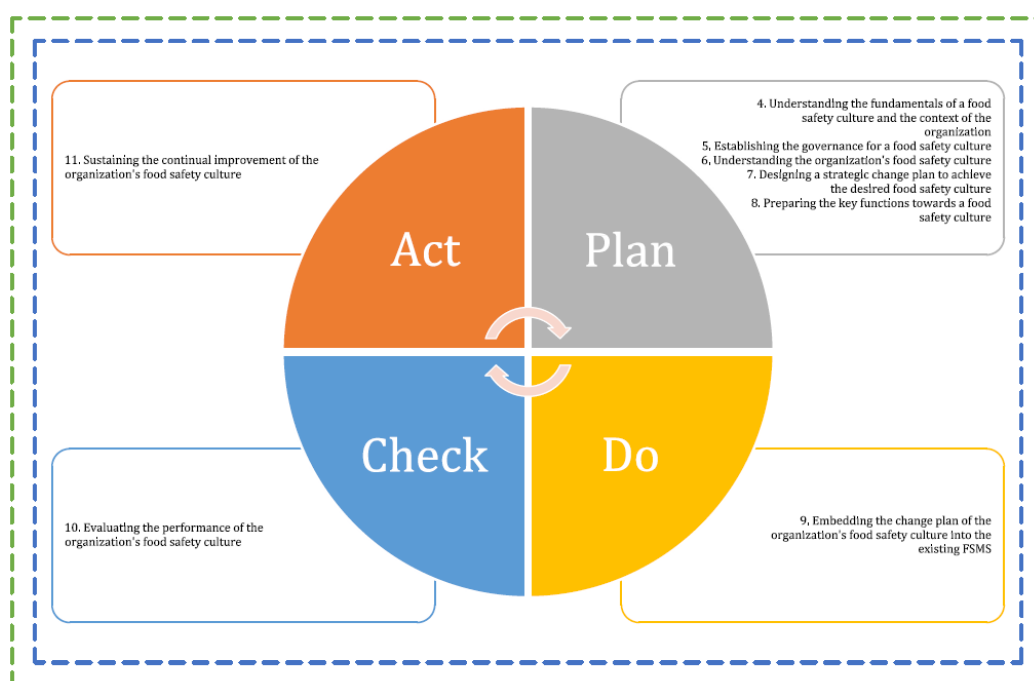 11. Sustaining the continual improvement of the
organization's food safety culture
4. Understanding the fundamentals of a food
safety culture and the context of the
organization
5, Establishing the governance for a food safety culture
6, Understanding the organization's food safety culture
7. Designing a strategic change plan to achieve
the desired food safety culture
8. Preparing the key functions towards a food
safety culture
Act
Plan
Check
Do
10. Evaluating the performance of the
organization's food safety culture
9, Embedding the change plan of the
organization's food safety culture into the
existing FSMS